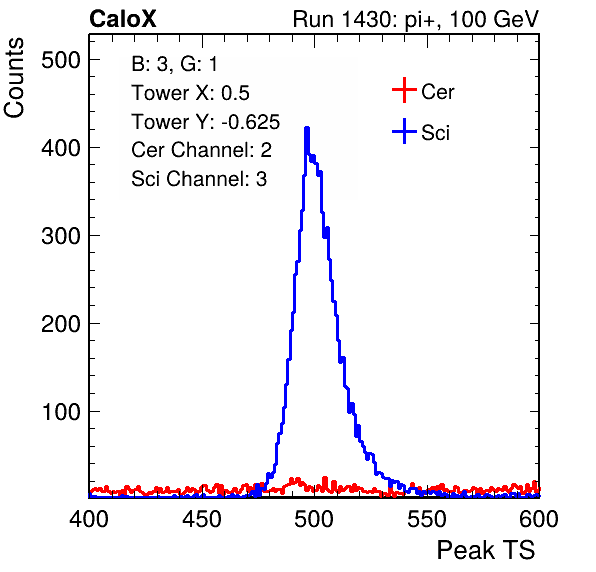 CaloX Run 1430: pi+, 100 GeV
Counts
500
400
300
200
100
B: 3, G: 1
Tower X: 0.5
Tower Y: -0.625
Cer Channel: 2
Sci Channel: 3
Cer
Sci
400 450 500 550 600
Peak TS